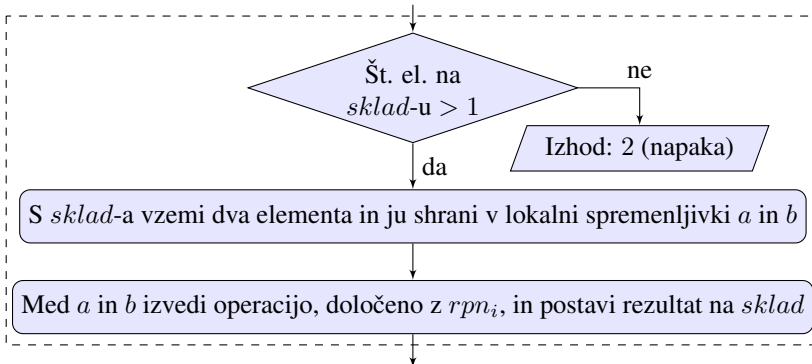 Št. el. na
sklad-u > 1
ne
Izhod: 2 (napaka)
da
S sklad-a vzemi dva elementa in ju shrani v lokalni spremenljivki a in b
Med a in b izvedi operacijo, določeno z rpn_i, in postavi rezultat na sklad